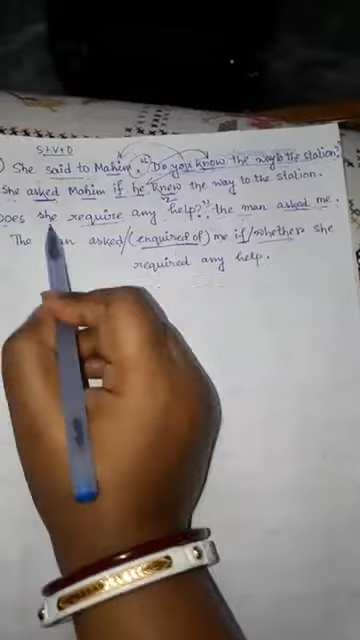 S+V+O
) She said to Mahim, "Do you know the way to the station?"
She asked Mahim if he knew the way to the station.
V2
Does she require any help?" the man asked me.
The asked/(enquired of) me if/whether she
required any help.